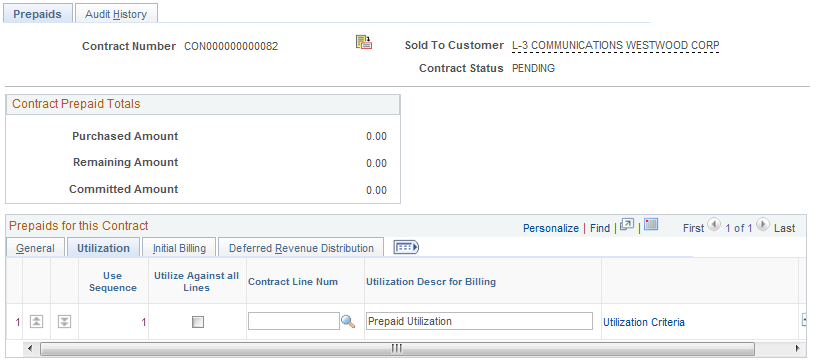 Prepaids Audit History
Contract Number CON000000000082 Sold To Customer L-3 COMMUNICATIONS WESTWOOD CORP
Contract Status PENDING
Contract Prepaid Totals
Purchased Amount 0.00
Remaining Amount 0.00
Committed Amount 0.00
Prepaids for this Contract Personalize | Find | | First 1 of 1 Last
General Utilization Initial Billing Deferred Revenue Distribution
Use Sequence Utilize Against all Lines Contract Line Num Utilization Descr for Billing
1 1 Prepaid Utilization Utilization Criteria